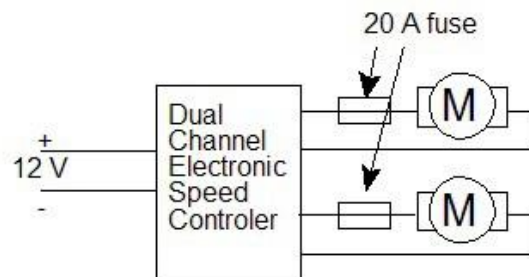 20 A fuse
M
Dual
Channel
Electronic
Speed
Controler
+
12 V
-
M